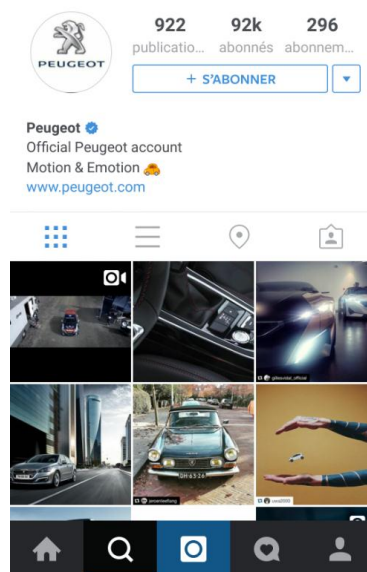 922 92k 296
publicatio... abonnés abonnem...
PEUGEOT
+ S'ABONNER
Peugeot
Official Peugeot account
Motion & Emotion
www.peugeot.com